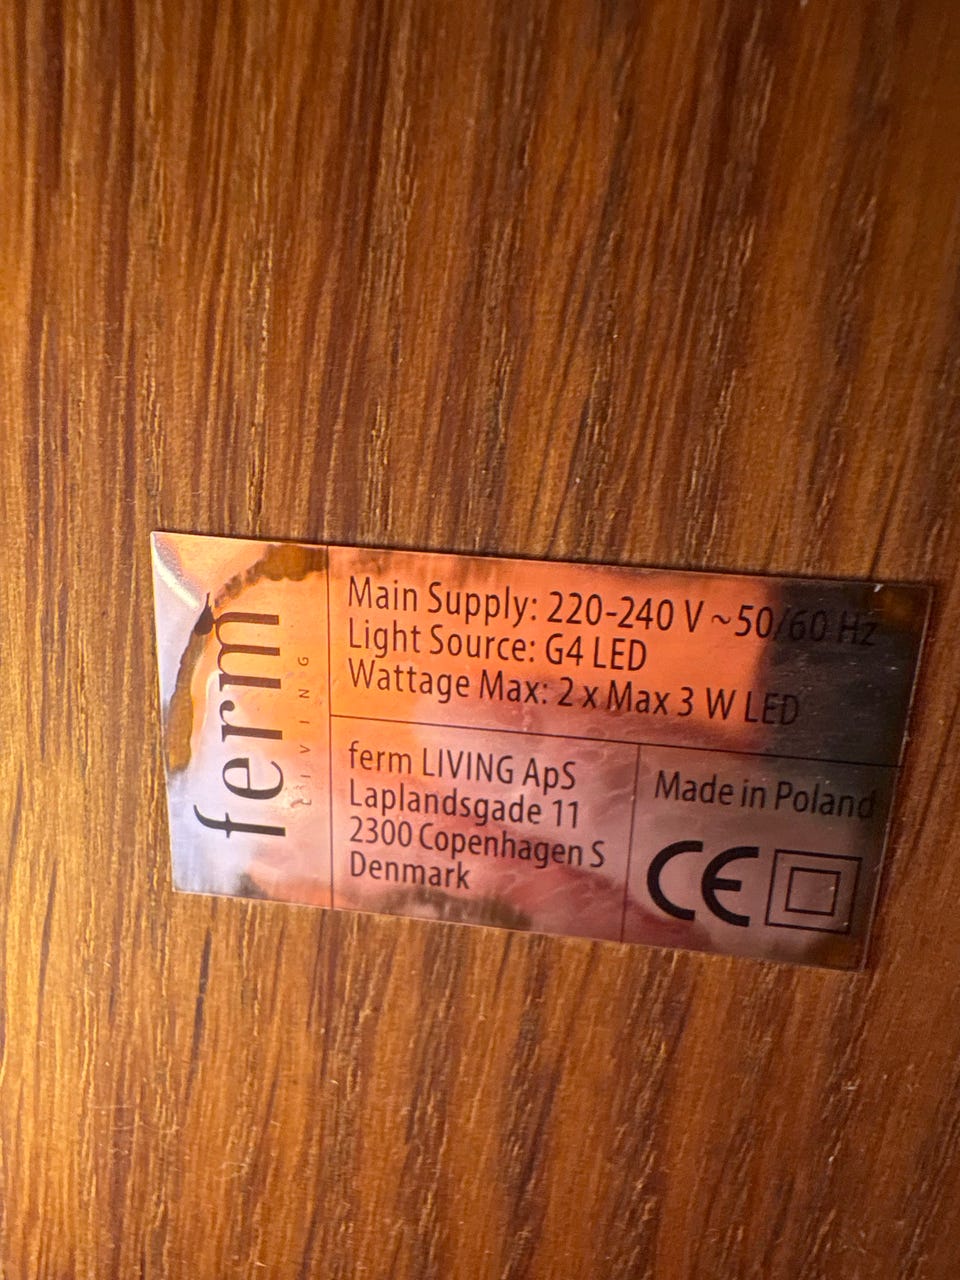 ferm
LIVING
Main Supply: 220-240 V ~50/60 Hz
Light Source: G4 LED
Wattage Max: 2 x Max 3 W LED
ferm LIVING ApS
Laplandsgade 11
2300 Copenhagen S
Denmark
Made in Poland
CE